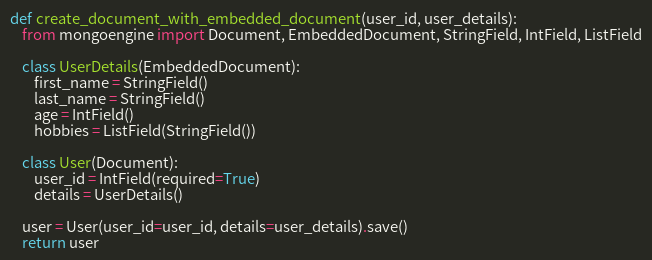 def create_document_with_embedded_document(user_id, user_details):
    from mongoengine import Document, EmbeddedDocument, StringField, IntField, ListField

    class UserDetails(EmbeddedDocument):
        first_name = StringField()
        last_name = StringField()
        age = IntField()
        hobbies = ListField(StringField())

    class User(Document):
        user_id = IntField(required=True)
        details = UserDetails()

    user = User(user_id=user_id, details=user_details).save()
    return user